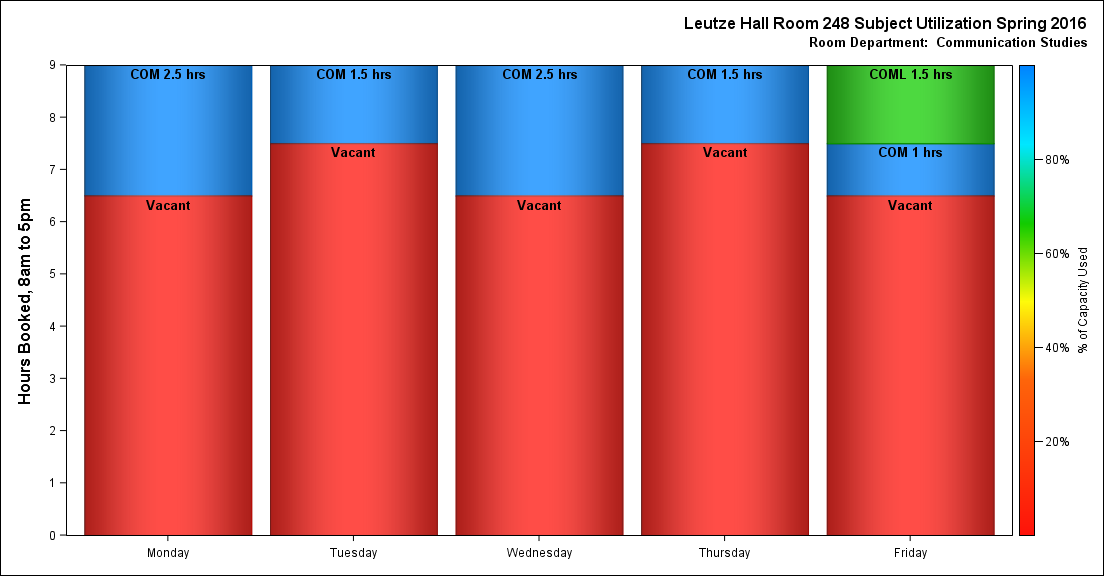 Leutze Hall Room 248 Subject Utilization Spring 2016
Room Department:  Communication Studies
Hours Booked, 8am to 5pm
9
8
7
6
5
4
3
2
1
0
COM 2.5 hrs
Vacant
COM 1.5 hrs
Vacant
COM 2.5 hrs
Vacant
COM 1.5 hrs
Vacant
COML 1.5 hrs
COM 1 hrs
Vacant
Monday
Tuesday
Wednesday
Thursday
Friday
80%
60%
40%
20%
% of Capacity Used